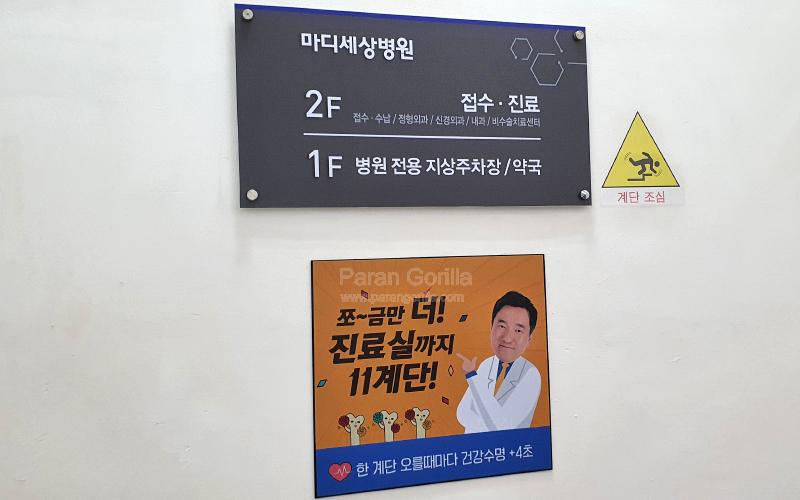 마디세상병원
2F 접수 · 진료
접수 · 수납 / 정형외과 / 신경외과 / 내과 / 비수술치료센터
1F 병원 전용 지상주차장 / 약국
계단 조심
Paran Gorilla
www.parangorilla.com
쪼~금만 더!
진료실까지
11계단!
한 계단 오를때마다 건강수명 +4초